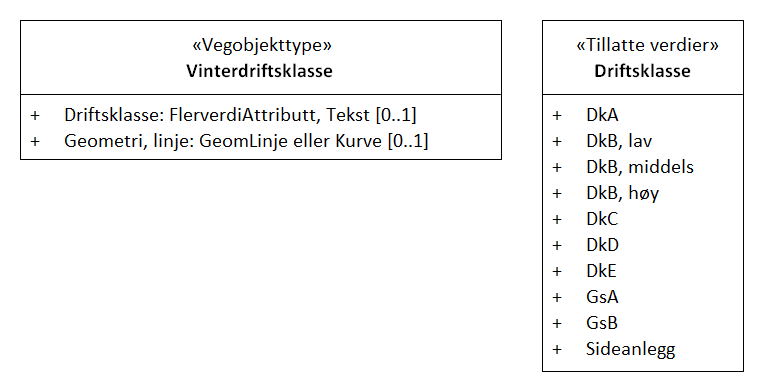 «Vegobjekttype»
Vinterdriftsklasse
+ Driftsklasse: FlerverdiAttributt, Tekst [0..1]
+ Geometri, linje: GeomLinje eller Kurve [0..1]
«Tillatte verdier»
Driftsklasse
+ DkA
+ DkB, lav
+ DkB, middels
+ DkB, høy
+ DkC
+ DkD
+ DkE
+ GsA
+ GsB
+ Sideanlegg